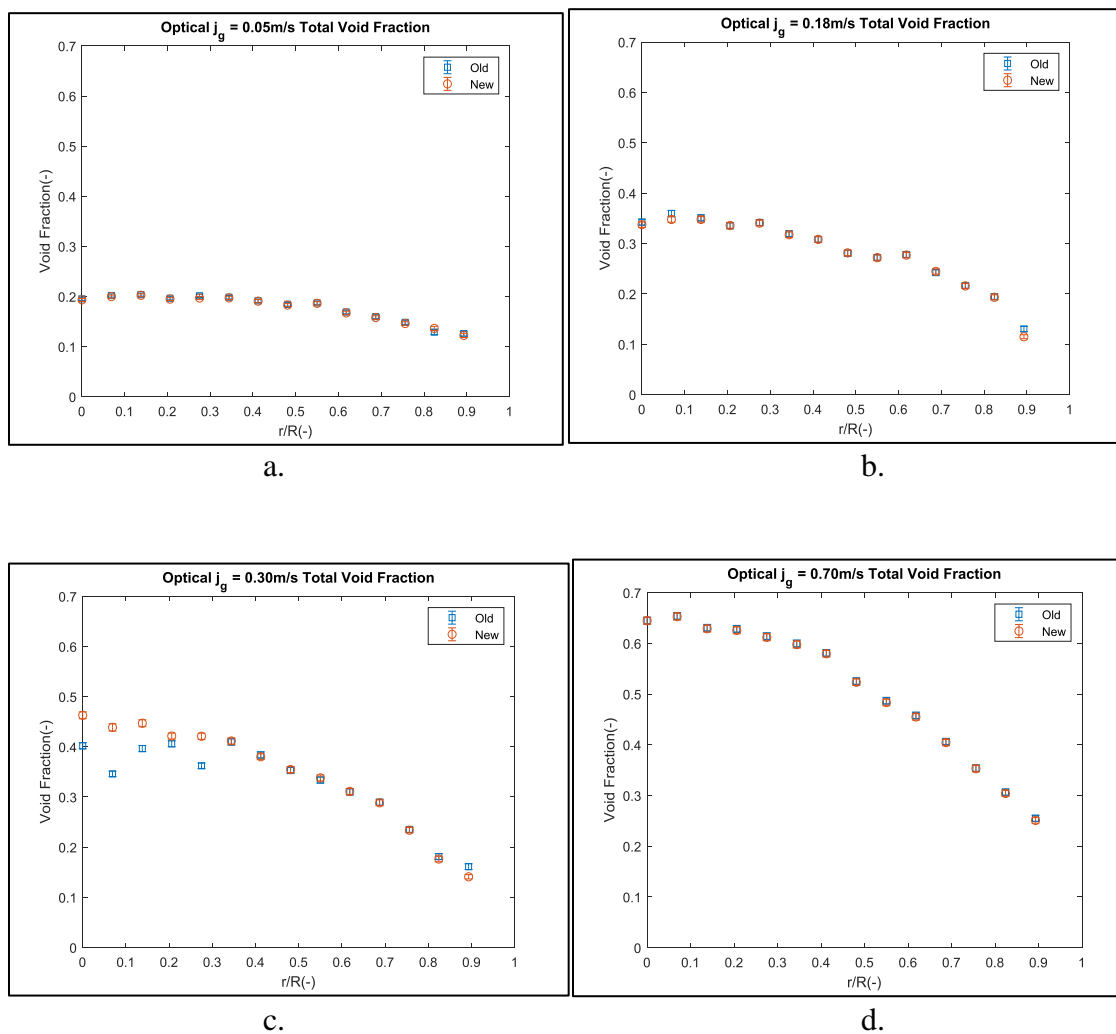 Optical j_g = 0.05m/s Total Void Fraction
Old
New
0.7
0.6
0.5
0.4
0.3
0.2
0.1
0
Void Fraction(-)
0 0.1 0.2 0.3 0.4 0.5 0.6 0.7 0.8 0.9 1
r/R(-)
a.
Optical j_g = 0.18m/s Total Void Fraction
Old
New
0.7
0.6
0.5
0.4
0.3
0.2
0.1
0
Void Fraction(-)
0 0.1 0.2 0.3 0.4 0.5 0.6 0.7 0.8 0.9 1
r/R(-)
b.
Optical j_g = 0.30m/s Total Void Fraction
Old
New
0.7
0.6
0.5
0.4
0.3
0.2
0.1
0
Void Fraction(-)
0 0.1 0.2 0.3 0.4 0.5 0.6 0.7 0.8 0.9 1
r/R(-)
c.
Optical j_g = 0.70m/s Total Void Fraction
Old
New
0.7
0.6
0.5
0.4
0.3
0.2
0.1
0
Void Fraction(-)
0 0.1 0.2 0.3 0.4 0.5 0.6 0.7 0.8 0.9 1
r/R(-)
d.